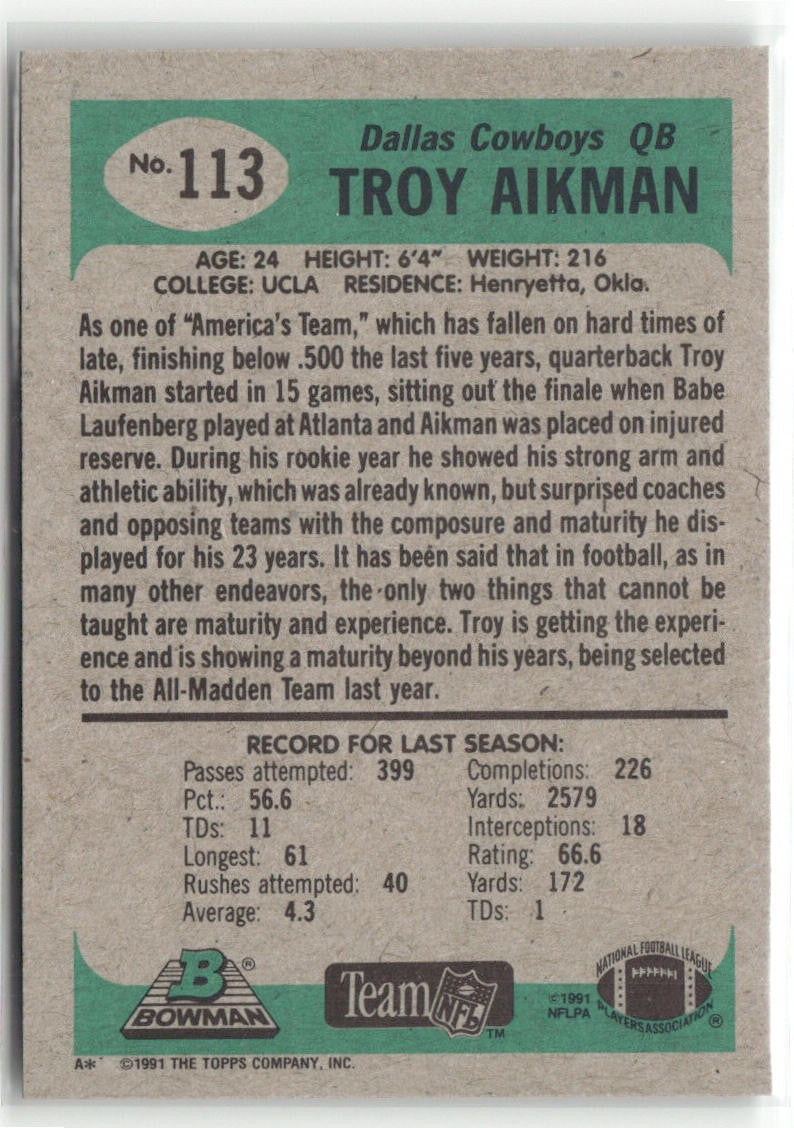 No. 113
Dallas Cowboys QB
TROY AIKMAN
AGE: 24 HEIGHT: 6'4" WEIGHT: 216
COLLEGE: UCLA RESIDENCE: Henryetta, Okla.
As one of "America's Team," which has fallen on hard times of
late, finishing below .500 the last five years, quarterback Troy
Aikman started in 15 games, sitting out the finale when Babe
Laufenberg played at Atlanta and Aikman was placed on injured
reserve. During his rookie year he showed his strong arm and
athletic ability, which was already known, but surprised coaches
and opposing teams with the composure and maturity he dis-
played for his 23 years. It has been said that in football, as in
many other endeavors, the only two things that cannot be
taught are maturity and experience. Troy is getting the experi-
ence and is showing a maturity beyond his years, being selected
to the All-Madden Team last year.
RECORD FOR LAST SEASON:
Passes attempted: 399 Completions: 226
Pct.: 56.6 Yards: 2579
TDs: 11 Interceptions: 18
Longest: 61 Rating: 66.6
Rushes attempted: 40 Yards: 172
Average: 4.3 TDs: 1
B®
BOWMAN
Team NFL
TM
©1991
NFLPA
NATIONAL FOOTBALL LEAGUE
PLAYERS ASSOCIATION ®
A* ©1991 THE TOPPS COMPANY, INC.